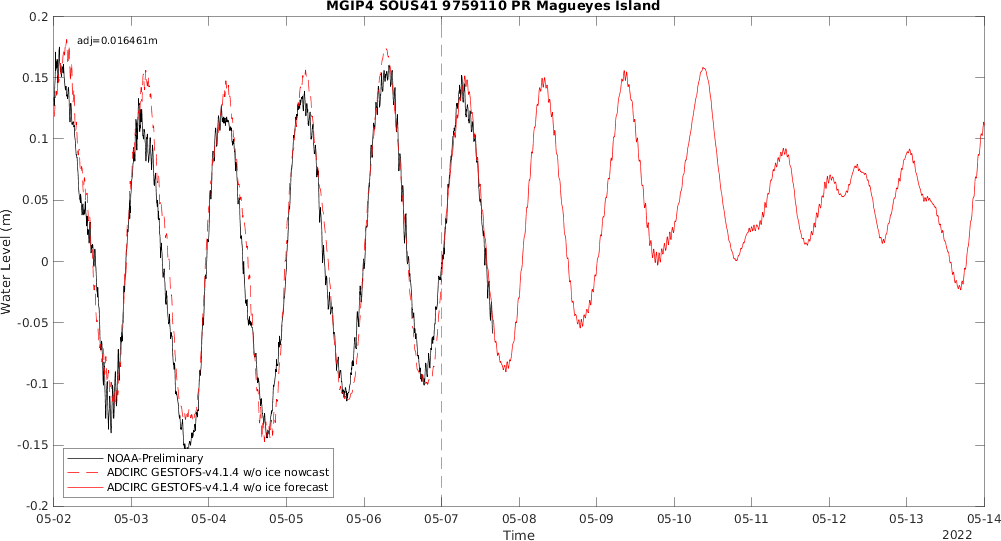 MGIP4 SOUS41 9759110 PR Magueyes Island
0.2
adj=0.016461m
0.15
0.1
0.05
0
-0.05
-0.1
-0.15
-0.2
Water Level (m)
NOAA-Preliminary
ADCIRC GESTOFS-v4.1.4 w/o ice nowcast
ADCIRC GESTOFS-v4.1.4 w/o ice forecast
05-02 05-03 05-04 05-05 05-06 05-07 05-08 05-09 05-10 05-11 05-12 05-13 05-14
Time
2022